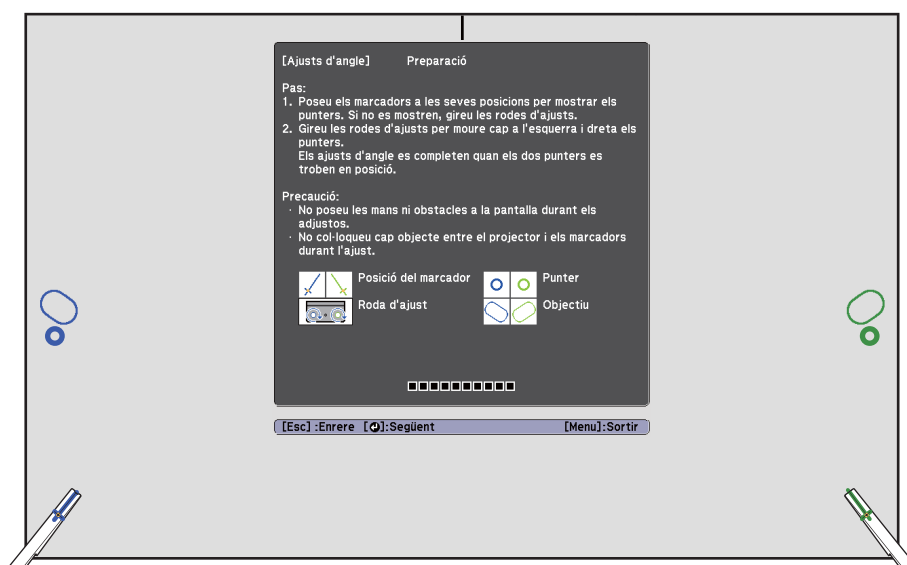 [Ajusts d'angle] Preparació
Pas:
1. Poseu els marcadors a les seves posicions per mostrar els
punters. Si no es mostren, gireu les rodes d'ajusts.
2. Gireu les rodes d'ajusts per moure cap a l'esquerra i dreta els
punters.
Els ajusts d'angle es completen quan els dos punters es
troben en posició.
Precaució:
· No poseu les mans ni obstacles a la pantalla durant els
adjustos.
· No col·loqueu cap objecte entre el projector i els marcadors
durant l'ajust.
Posició del marcador Punter
Roda d'ajust Objectiu
[Esc] :Enrere [⏎]:Següent [Menu]:Sortir